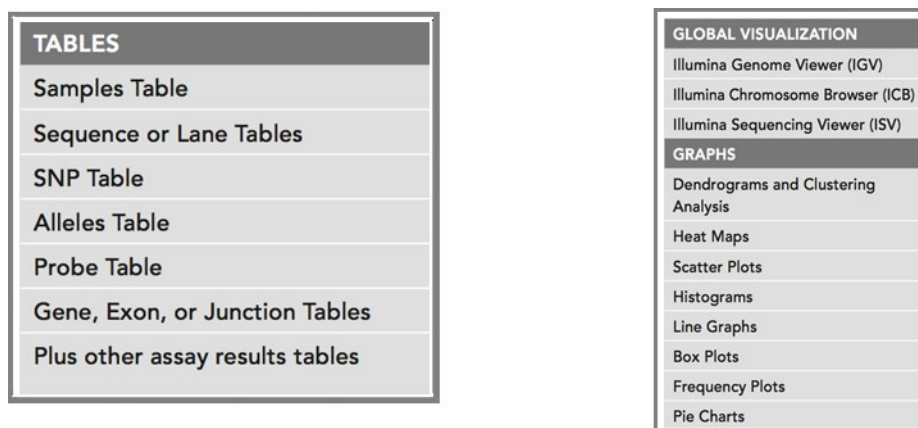 TABLES
Samples Table
Sequence or Lane Tables
SNP Table
Alleles Table
Probe Table
Gene, Exon, or Junction Tables
Plus other assay results tables
GLOBAL VISUALIZATION
Illumina Genome Viewer (IGV)
Illumina Chromosome Browser (ICB)
Illumina Sequencing Viewer (ISV)
GRAPHS
Dendrograms and Clustering
Analysis
Heat Maps
Scatter Plots
Histograms
Line Graphs
Box Plots
Frequency Plots
Pie Charts